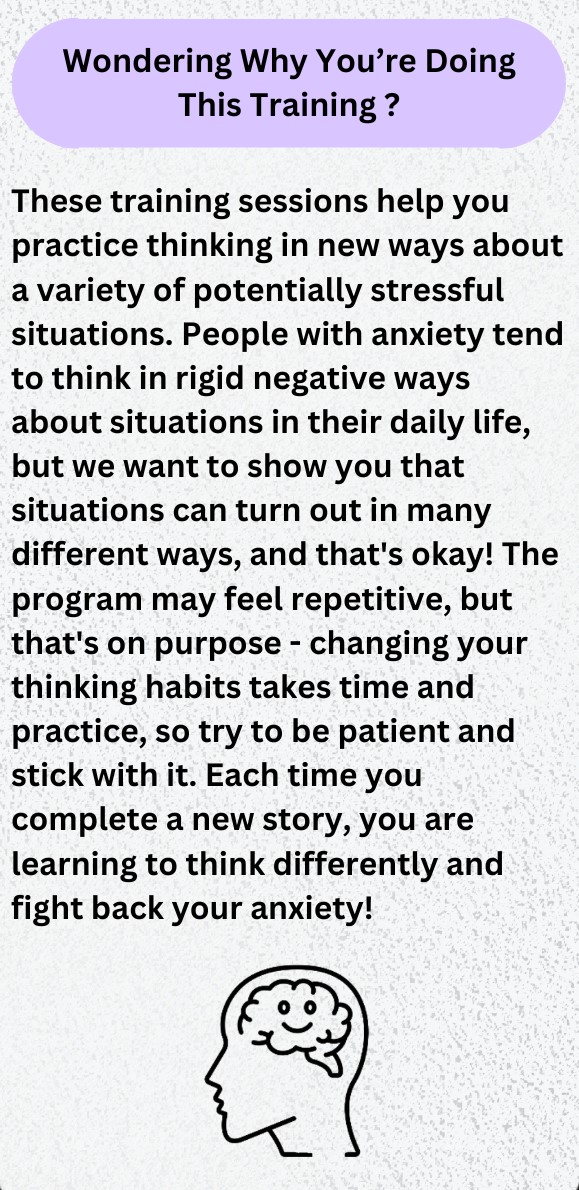 Wondering Why You’re Doing
This Training ?
These training sessions help you
practice thinking in new ways about
a variety of potentially stressful
situations. People with anxiety tend
to think in rigid negative ways
about situations in their daily life,
but we want to show you that
situations can turn out in many
different ways, and that's okay! The
program may feel repetitive, but
that's on purpose - changing your
thinking habits takes time and
practice, so try to be patient and
stick with it. Each time you
complete a new story, you are
learning to think differently and
fight back your anxiety!